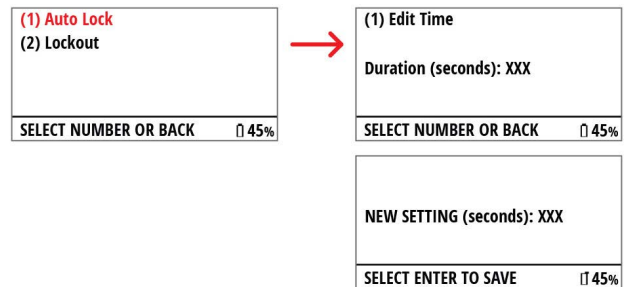 (1) Auto Lock
(2) Lockout
SELECT NUMBER OR BACK 45%
(1) Edit Time
Duration (seconds): XXX
SELECT NUMBER OR BACK 45%
NEW SETTING (seconds): XXX
SELECT ENTER TO SAVE 45%